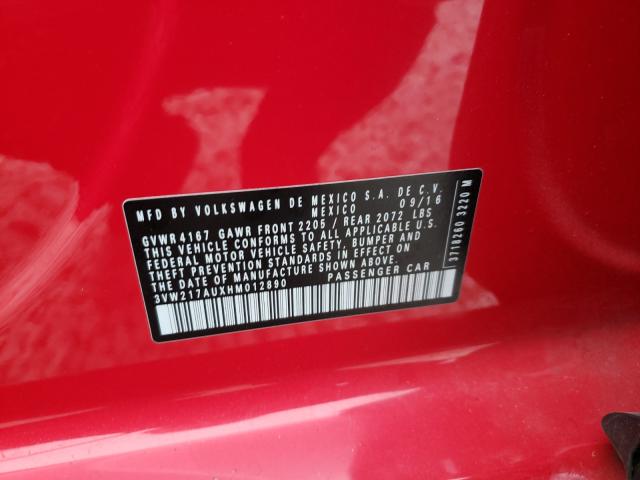 MFD BY VOLKSWAGEN DE MEXICO S.A. DE C.V.
MEXICO 09/16
GVWR 4167 GAWR FRONT 2205 / REAR 2072 LBS
THIS VEHICLE CONFORMS TO ALL APPLICABLE U.S.
FEDERAL MOTOR VEHICLE SAFETY, BUMPER AND
THEFT PREVENTION STANDARDS IN EFFECT ON
THE DATE OF MANUFACTURE SHOWN ABOVE.
3VW217AUXHM012890 PASSENGER CAR
3718260 3220 M